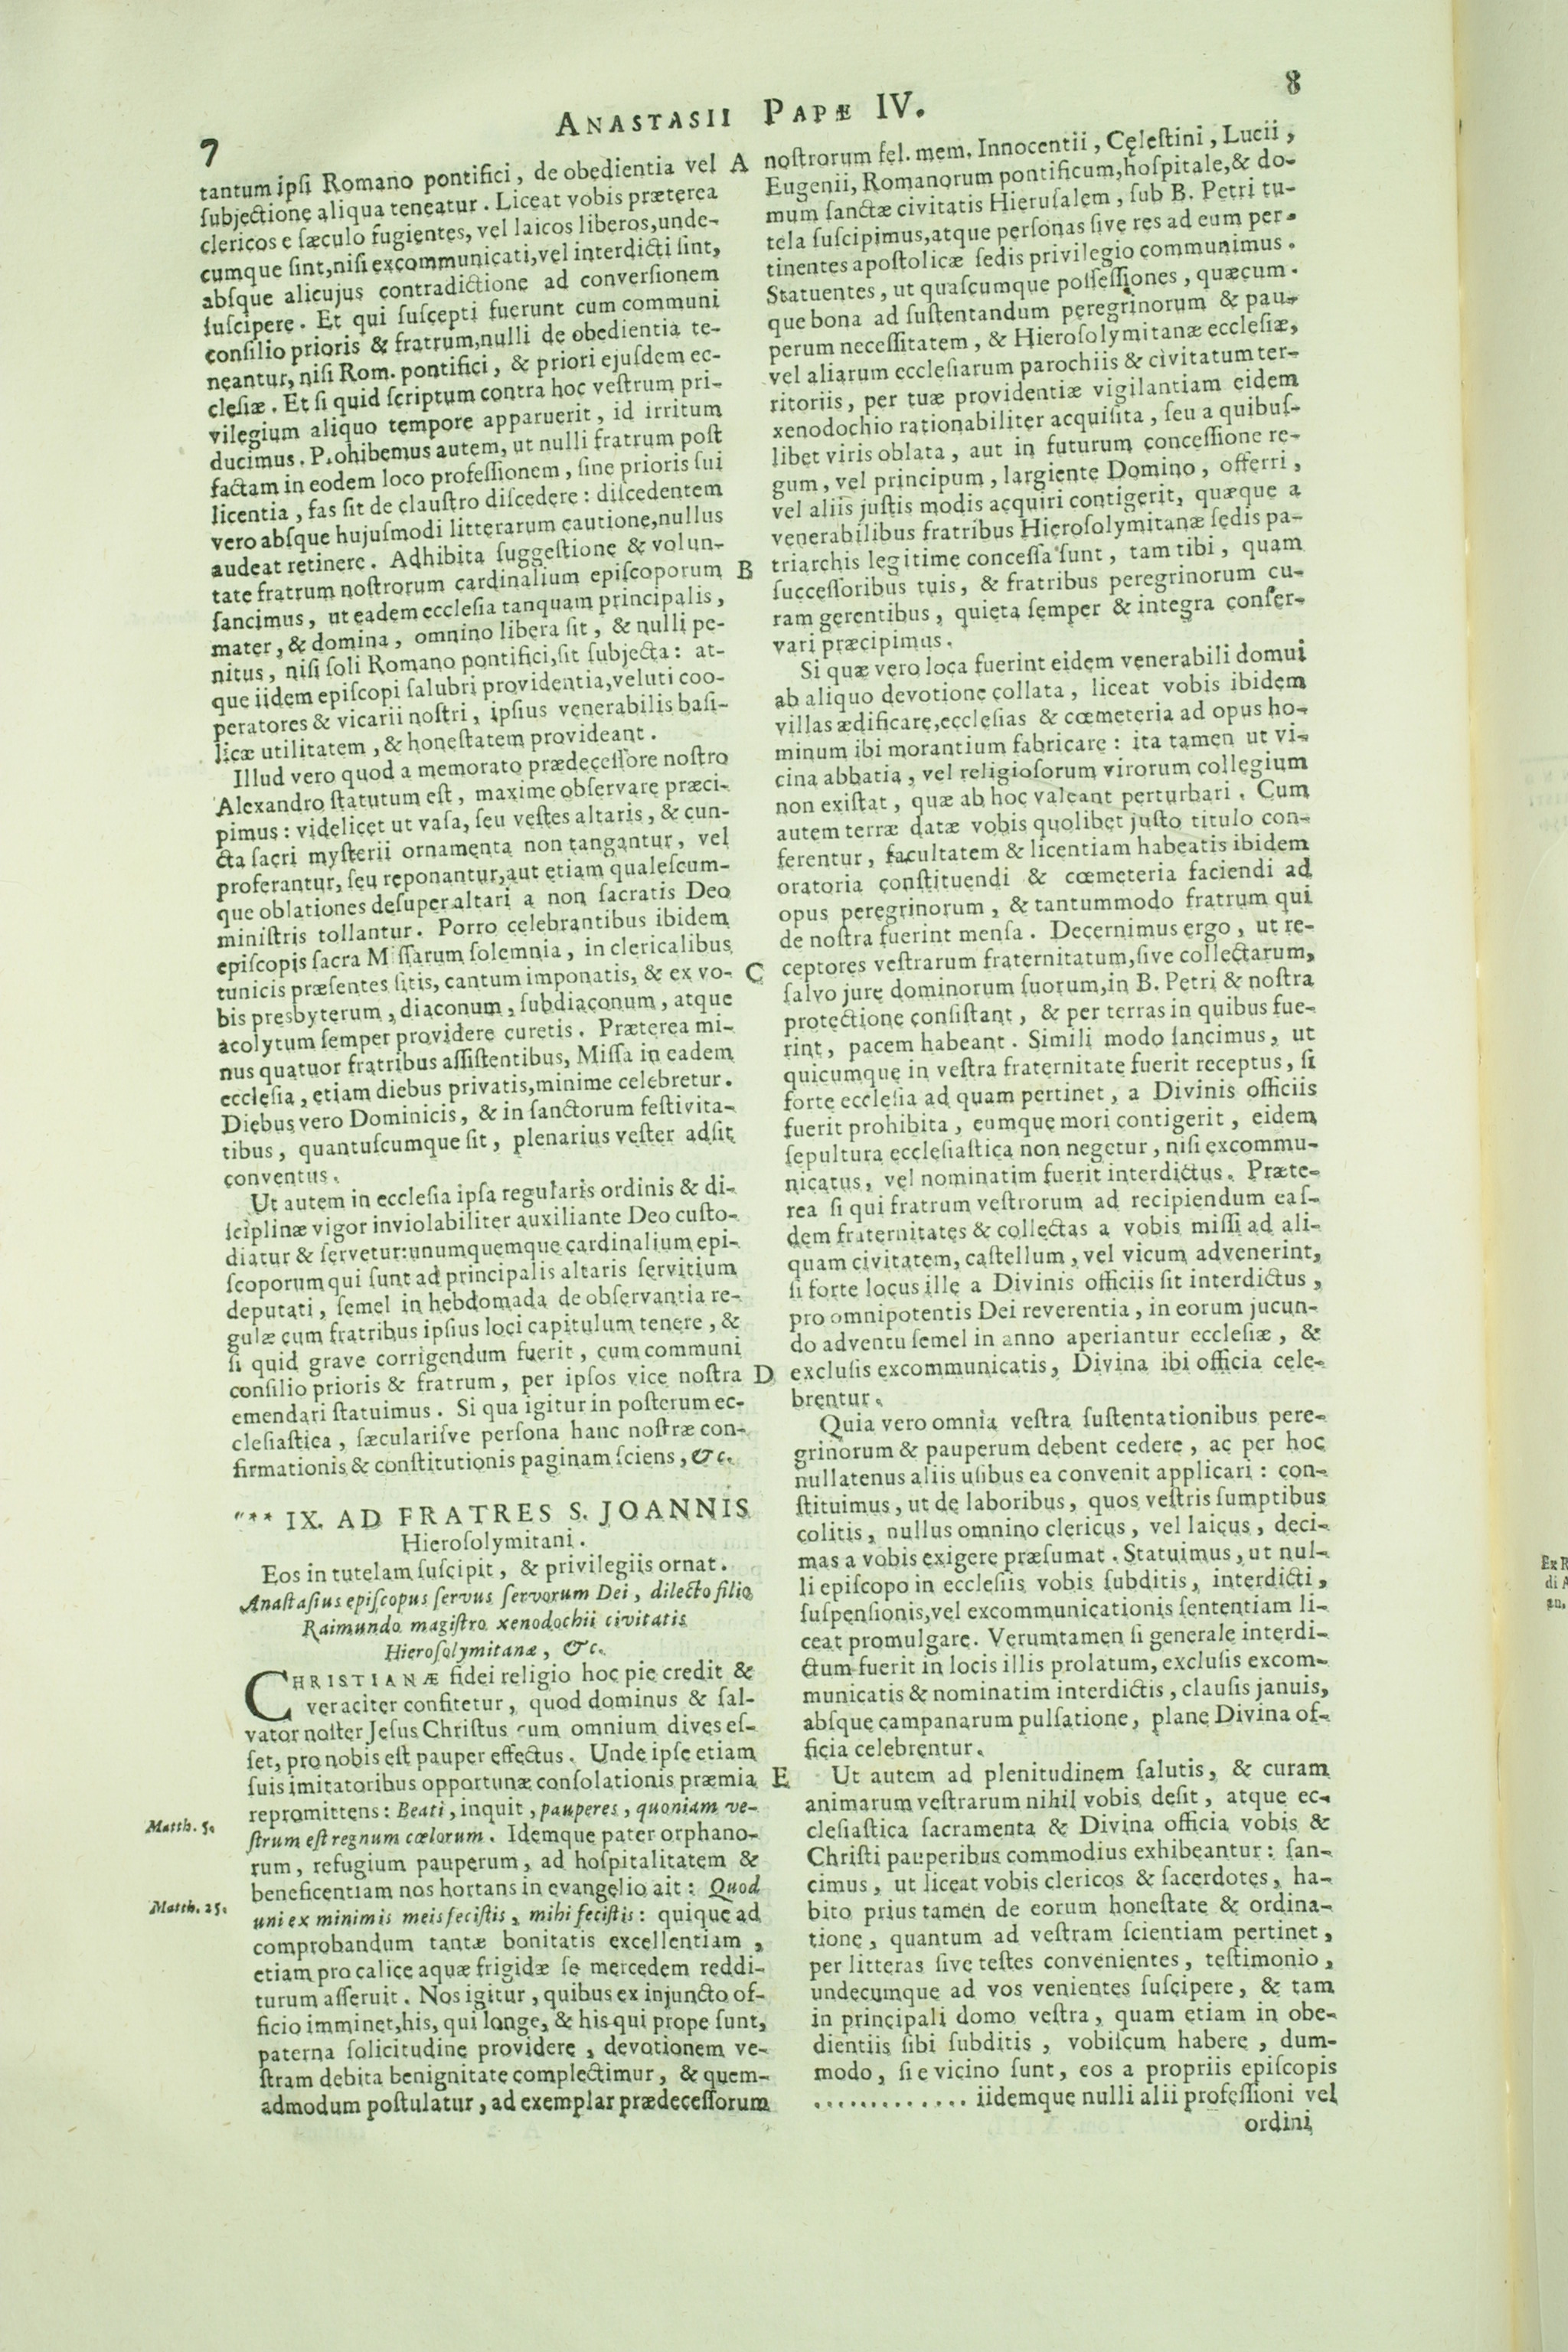 ANASTASII PAPÆ IV.
7
tantum ipſi Romano pontifici, de obedientia vel
ſubjectione aliqua teneatur. Liceat vobis præterea
clericos e ſæculo fugientes, vel laicos liberos, unde-
cumque ſint, niſi excommunicati, vel interdicti ſint,
abſque alicujus contradictione ad converſionem
ſuſcipere. Et qui ſuſcepti fuerunt cum communi
conſilio prioris & fratrum, nulli de obedientia te-
neantur, niſi Rom. pontifici, & priori ejuſdem ec-
cleſiæ. Et ſi quid ſcriptum contra hoc veſtrum pri-
vilegium aliquo tempore apparuerit, id irritum
ducimus. Prohibemus autem, ut nulli fratrum poſt
factam in eodem loco profeſſionem, ſine prioris ſui
licentia, fas ſit de clauſtro diſcedere: diſcedentem
vero abſque hujuſmodi litterarum cautione, nullus
audeat retinere. Adhibita ſuggeſtione & volun-
tate fratrum noſtrorum cardinalium epiſcoporum
ſancimus, ut eadem eccleſia tanquam principalis,
mater, & domina, omnino libera ſit, & nulli pe-
nitus, niſi ſoli Romano pontifici, ſit ſubjecta: at-
que iidem epiſcopi ſalubri providentia, veluti coo-
peratores & vicarii noſtri, ipſius venerabilis baſi-
licæ utilitatem, & honeſtatem provideant.
Illud vero quod a memorato prædeceſſore noſtro
Alexandro ſtatutum eſt, maxime obſervare præci-
pimus: videlicet ut vaſa, ſeu veſtes altaris, & cun-
cta ſacri myſterii ornamenta non tangantur, vel
proferantur, ſeu reponantur, aut etiam qualeſcum-
que oblationes deſuper altari a non ſacratis Deo
miniſtris tollantur. Porro celebrantibus ibidem
epiſcopis ſacra Miſſarum ſolemnia, in clericalibus
tunicis præſentes ſitis, cantum imponatis, & ex vo-
bis presbyterum, diaconum, ſubdiaconum, atque
acolytum ſemper providere curetis. Præterea mi-
nus quatuor fratribus aſſiſtentibus, Miſſa in eadem
eccleſia, etiam diebus privatis, minime celebretur.
Diebus vero Dominicis, & in ſanctorum feſtivita-
tibus, quantuſcumque ſit, plenarius veſter adſit
conventus.
Ut autem in eccleſia ipſa regularis ordinis & di-
ſciplinæ vigor inviolabiliter auxiliante Deo cuſto-
diatur & ſervetur: unumquemque cardinalium epi-
ſcoporum qui ſunt ad principalis altaris ſervitium
deputati, ſemel in hebdomada de obſervantia re-
gulæ cum fratribus ipſius loci capitulum tenere, &
ſi quid grave corrigendum fuerit, cum communi
conſilio prioris & fratrum, per ipſos vice noſtra
emendari ſtatuimus. Si qua igitur in poſterum ec-
cleſiaſtica, ſæculariſve perſona hanc noſtræ con-
firmationis & conſtitutionis paginam ſciens, &c.
"** IX. AD FRATRES S. JOANNIS
Hieroſolymitani.
Eos in tutelam ſuſcipit, & privilegiis ornat.
Anaſtaſius epiſcopus ſervus ſervorum Dei, dilecto filio
Raimundo magiſtro xenodochii civitatis
Hieroſolymitanæ, &c.
CHRISTIANÆ fidei religio hoc pie credit &
veraciter confitetur, quod dominus & ſal-
vator noſter Jeſus Chriſtus cum omnium dives eſ-
ſet, pro nobis eſt pauper effectus. Unde ipſe etiam
ſuis imitatoribus opportunæ conſolationis præmia
repromittens: Beati, inquit, pauperes, quoniam ve-
Matth. 5.
ſtrum eſt regnum cœlorum. Idemque pater orphano-
rum, refugium pauperum, ad hoſpitalitatem &
beneficentiam nos hortans in evangelio ait: Quod
Matth. 25.
uni ex minimis meis feciſtis, mihi feciſtis: quique ad
comprobandum tantæ bonitatis excellentiam,
etiam pro calice aquæ frigidæ ſe mercedem reddi-
turum aſſeruit. Nos igitur, quibus ex injuncto of-
ficio imminet, his, qui longe, & his qui prope ſunt,
paterna ſolicitudine providere, devotionem ve-
ſtram debita benignitate complectimur, & quem-
admodum poſtulatur, ad exemplar prædeceſſorum
A
B
C
D
E
8
noſtrorum fel. mem. Innocentii, Cęleſtini, Lucii,
Eugenii, Romanorum pontificum, hoſpitale, & do-
mum ſanctæ civitatis Hieruſalem, ſub B. Petri tu-
tela ſuſcipimus, atque perſonas ſive res ad eum per-
tinentes apoſtolicæ ſedis privilegio communimus.
Statuentes, ut quaſcumque poſſeſſiones, quæcum-
que bona ad ſuſtentandum peregrinorum & pau-
perum neceſſitatem, & Hieroſolymitanæ eccleſiæ,
vel aliarum eccleſiarum parochiis & civitatum ter-
ritoriis, per tuæ providentiæ vigilantiam eidem
xenodochio rationabiliter acquiſita, ſeu a quibuſ-
libet viris oblata, aut in futurum conceſſione re-
gum, vel principum, largiente Domino, offerri,
vel aliis juſtis modis acquiri contigerit, quæque a
venerabilibus fratribus Hieroſolymitanæ ſedis pa-
triarchis legitime conceſſa ſunt, tam tibi, quam
ſucceſſoribus tuis, & fratribus peregrinorum cu-
ram gerentibus, quieta ſemper & integra conſer-
vari præcipimus.
Si quæ vero loca fuerint eidem venerabili domui
ab aliquo devotione collata, liceat vobis ibidem
villas ædificare, eccleſias & cœmeteria ad opus ho-
minum ibi morantium fabricare: ita tamen ut vi-
cina abbatia, vel religioſorum virorum collegium
non exiſtat, quæ ab hoc valeant perturbari. Cum
autem terræ datæ vobis quolibet juſto titulo con-
ferentur, facultatem & licentiam habeatis ibidem
oratoria conſtituendi & cœmeteria faciendi ad
opus peregrinorum, & tantummodo fratrum qui
de noſtra fuerint menſa. Decernimus ergo, ut re-
ceptores veſtrarum fraternitatum, ſive collectarum,
ſalvo jure dominorum ſuorum, in B. Petri & noſtra
protectione conſiſtant, & per terras in quibus fue-
rint, pacem habeant. Simili modo ſancimus, ut
quicumque in veſtra fraternitate fuerit receptus, ſi
forte eccleſia ad quam pertinet, a Divinis officiis
fuerit prohibita, eumque mori contigerit, eidem
ſepultura eccleſiaſtica non negetur, niſi excommu-
nicatus, vel nominatim fuerit interdictus. Præte-
rea ſi qui fratrum veſtrorum ad recipiendum eaſ-
dem fraternitates & collectas a vobis miſſi ad ali-
quam civitatem, caſtellum, vel vicum advenerint,
ſi forte locus ille a Divinis officiis ſit interdictus,
pro omnipotentis Dei reverentia, in eorum jucun-
do adventu ſemel in anno aperiantur eccleſiæ, &
excluſis excommunicatis, Divina ibi officia cele-
brentur.
Quia vero omnia veſtra ſuſtentationibus pere-
grinorum & pauperum debent cedere, ac per hoc
nullatenus aliis uſibus ea convenit applicari: con-
ſtituimus, ut de laboribus, quos veſtris ſumptibus
colitis, nullus omnino clericus, vel laicus, deci-
mas a vobis exigere præſumat. Statuimus, ut nul-
li epiſcopo in eccleſiis vobis ſubditis, interdicti,
ſuſpenſionis, vel excommunicationis ſententiam li-
ceat promulgare. Verumtamen ſi generale interdi-
ctum fuerit in locis illis prolatum, excluſis excom-
municatis & nominatim interdictis, clauſis januis,
abſque campanarum pulſatione, plane Divina of-
ficia celebrentur.
Ut autem ad plenitudinem ſalutis, & curam
animarum veſtrarum nihil vobis deſit, atque ec-
cleſiaſtica ſacramenta & Divina officia vobis &
Chriſti pauperibus commodius exhibeantur: ſan-
cimus, ut liceat vobis clericos & ſacerdotes, ha-
bito prius tamen de eorum honeſtate & ordina-
tione, quantum ad veſtram ſcientiam pertinet,
per litteras ſive teſtes convenientes, teſtimonio,
undecumque ad vos venientes ſuſcipere, & tam
in principali domo veſtra, quam etiam in obe-
dientiis ſibi ſubditis, vobiſcum habere, dum-
modo, ſi e vicino ſunt, eos a propriis epiſcopis
............. iidemque nulli alii profeſſioni vel
ordini
Ex R
di A